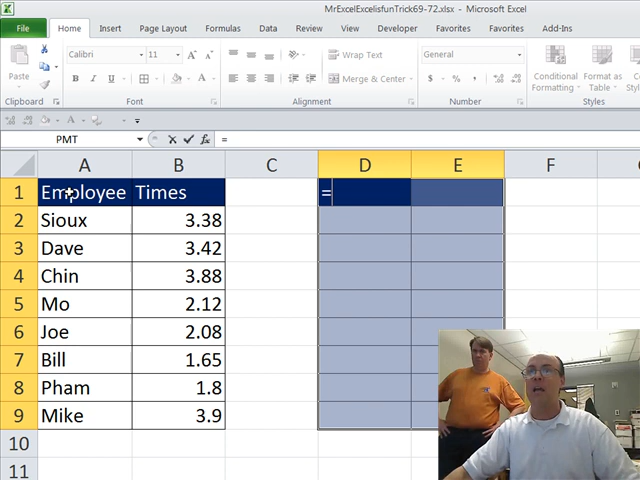 MrExcelExcelisfunTrick69-72.xlsx - Microsoft Excel
File Home Insert Page Layout Formulas Data Review View Developer Favorites Favorites Add-Ins
Calibri 11 Wrap Text General Conditional Format as
Paste B I U Merge & Center $ % , Formatting Table
Clipboard Font Alignment Number Styles
PMT fx =
A B C D E F
1 Employee Times =
2 Sioux 3.38
3 Dave 3.42
4 Chin 3.88
5 Mo 2.12
6 Joe 2.08
7 Bill 1.65
8 Pham 1.8
9 Mike 3.9
10
11